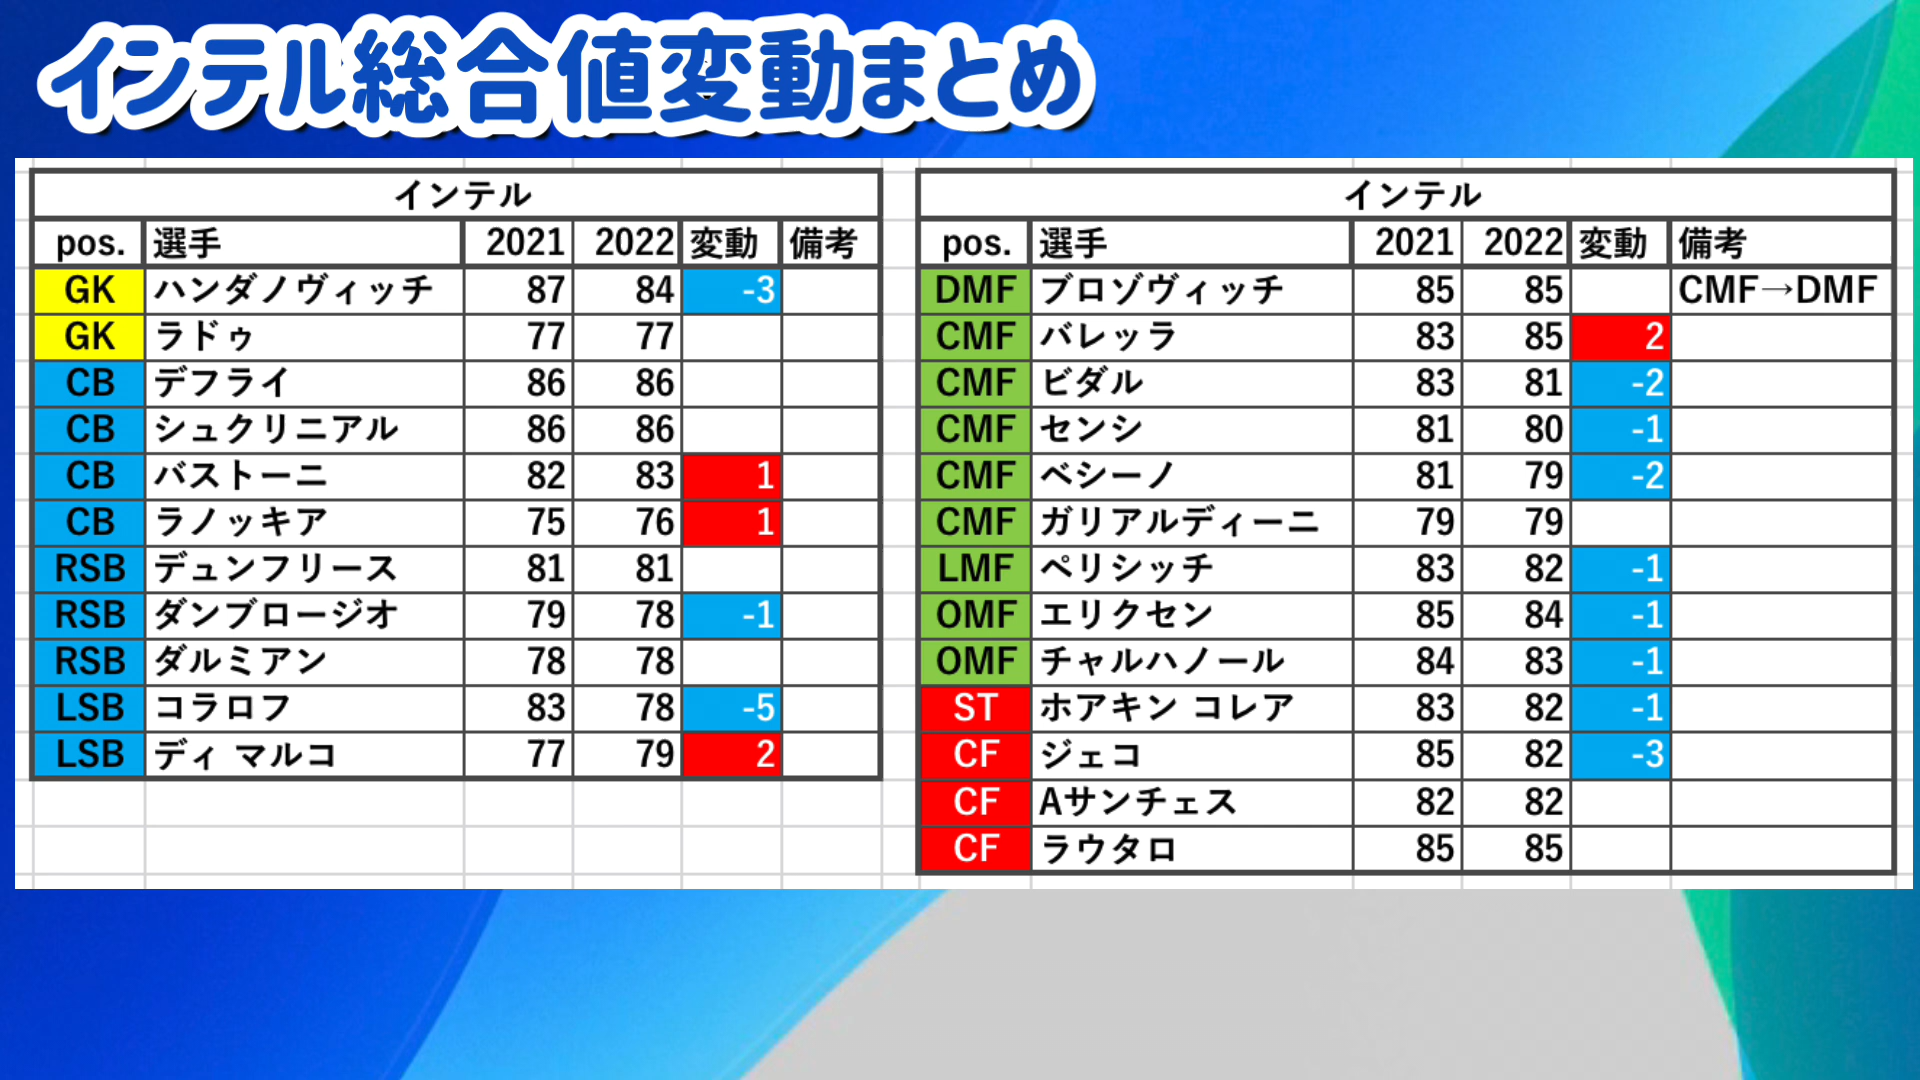 インテル総合値変動まとめ
インテル
pos. 選手 2021 2022 変動 備考
GK ハンダノヴィッチ 87 84 -3
GK ラドゥ 77 77
CB デフライ 86 86
CB シュクリニアル 86 86
CB バストーニ 82 83 1
CB ラノッキア 75 76 1
RSB デュンフリース 81 81
RSB ダンブロージオ 79 78 -1
RSB ダルミアン 78 78
LSB コラロフ 83 78 -5
LSB ディ マルコ 77 79 2
インテル
pos. 選手 2021 2022 変動 備考
DMF ブロゾヴィッチ 85 85 CMF→DMF
CMF バレッラ 83 85 2
CMF ビダル 83 81 -2
CMF センシ 81 80 -1
CMF ベシーノ 81 79 -2
CMF ガリアルディーニ 79 79
LMF ペリシッチ 83 82 -1
OMF エリクセン 85 84 -1
OMF チャルハノール 84 83 -1
ST ホアキン コレア 83 82 -1
CF ジェコ 85 82 -3
CF Aサンチェス 82 82
CF ラウタロ 85 85